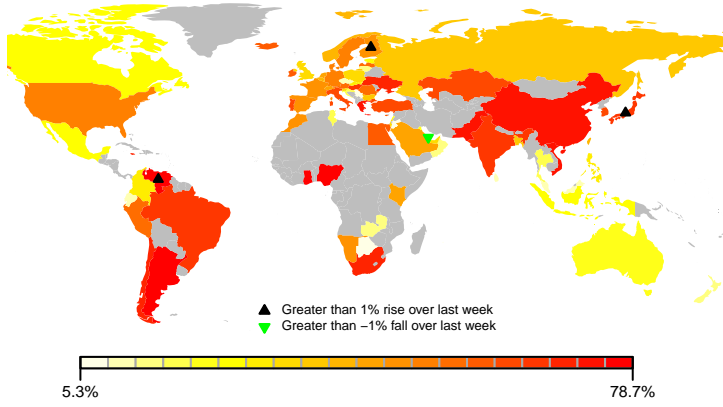 Greater than 1% rise over last week
Greater than −1% fall over last week
5.3%
78.7%